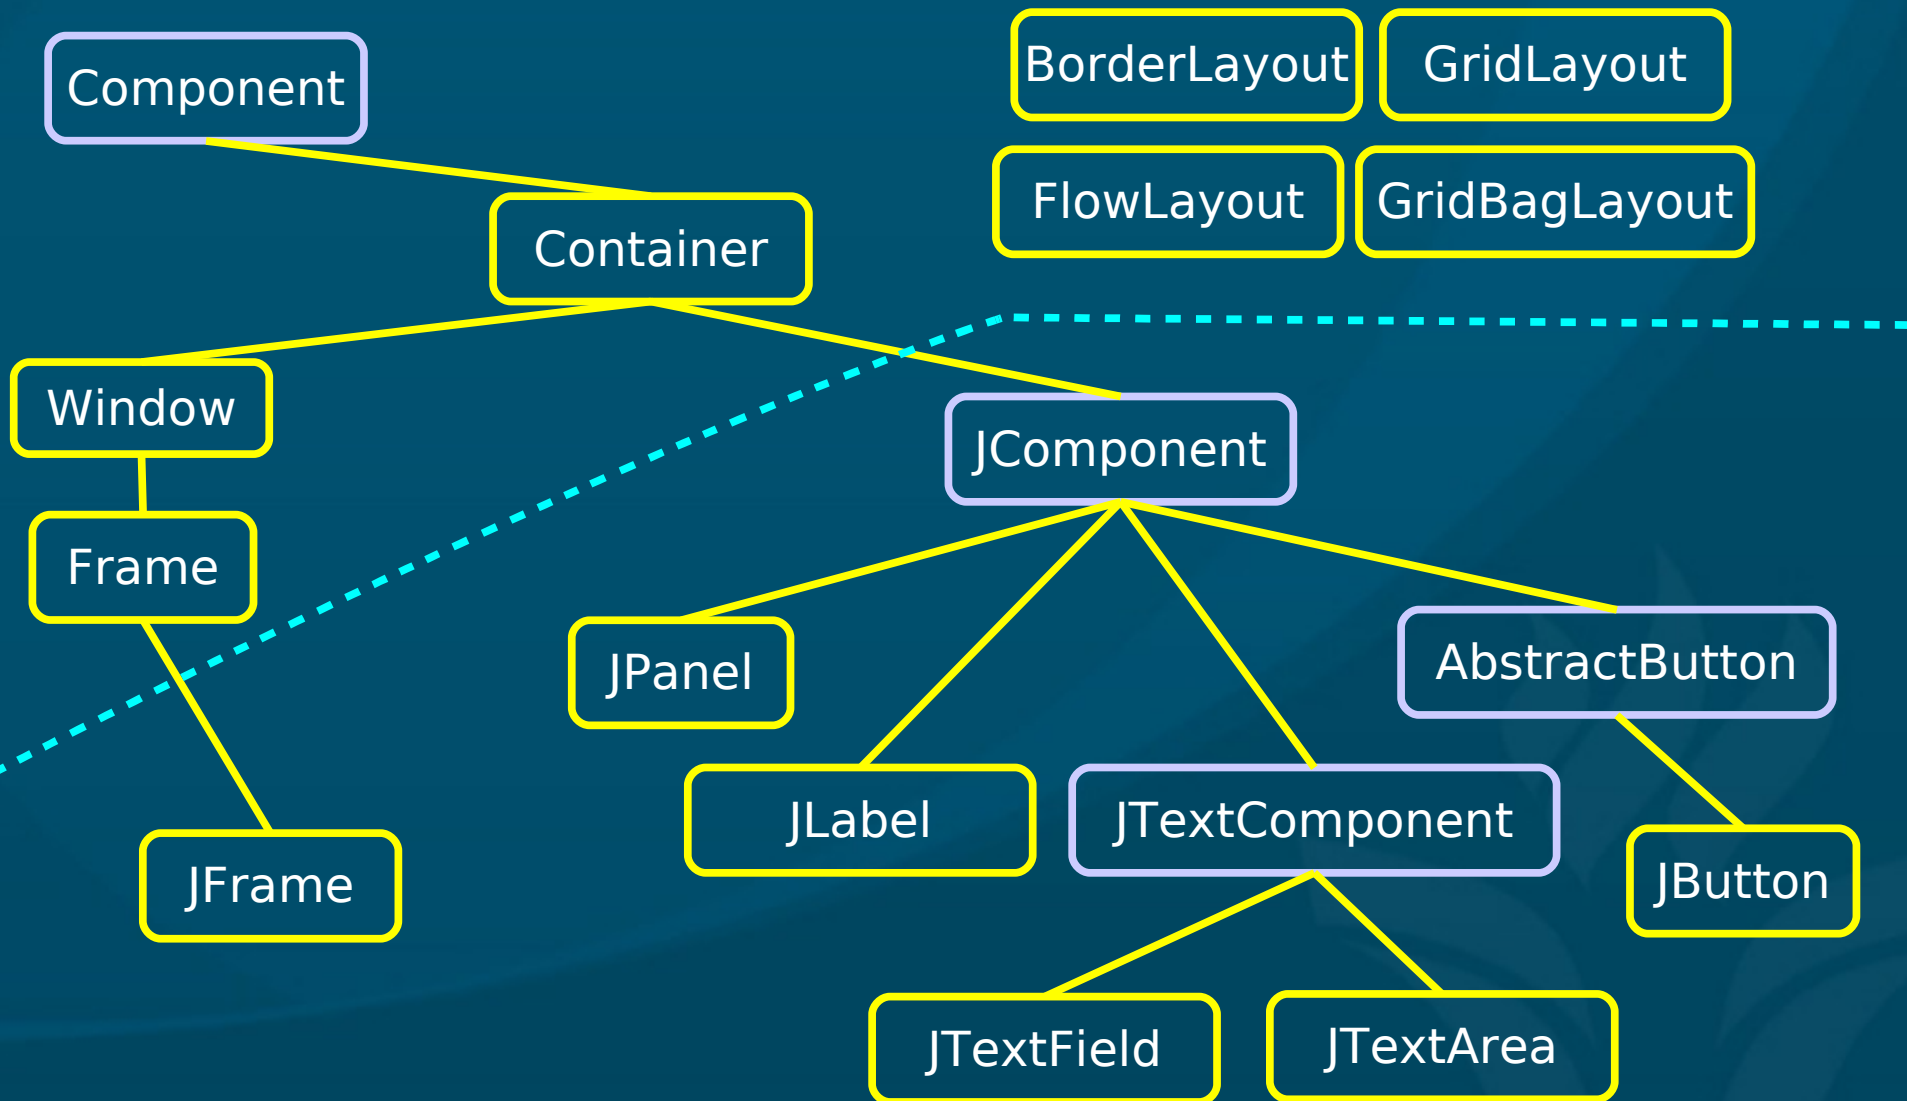 Component
BorderLayout
GridLayout
FlowLayout
GridBagLayout
Container
Window
JComponent
Frame
JPanel
AbstractButton
JLabel
JTextComponent
JFrame
JButton
JTextField
JTextArea